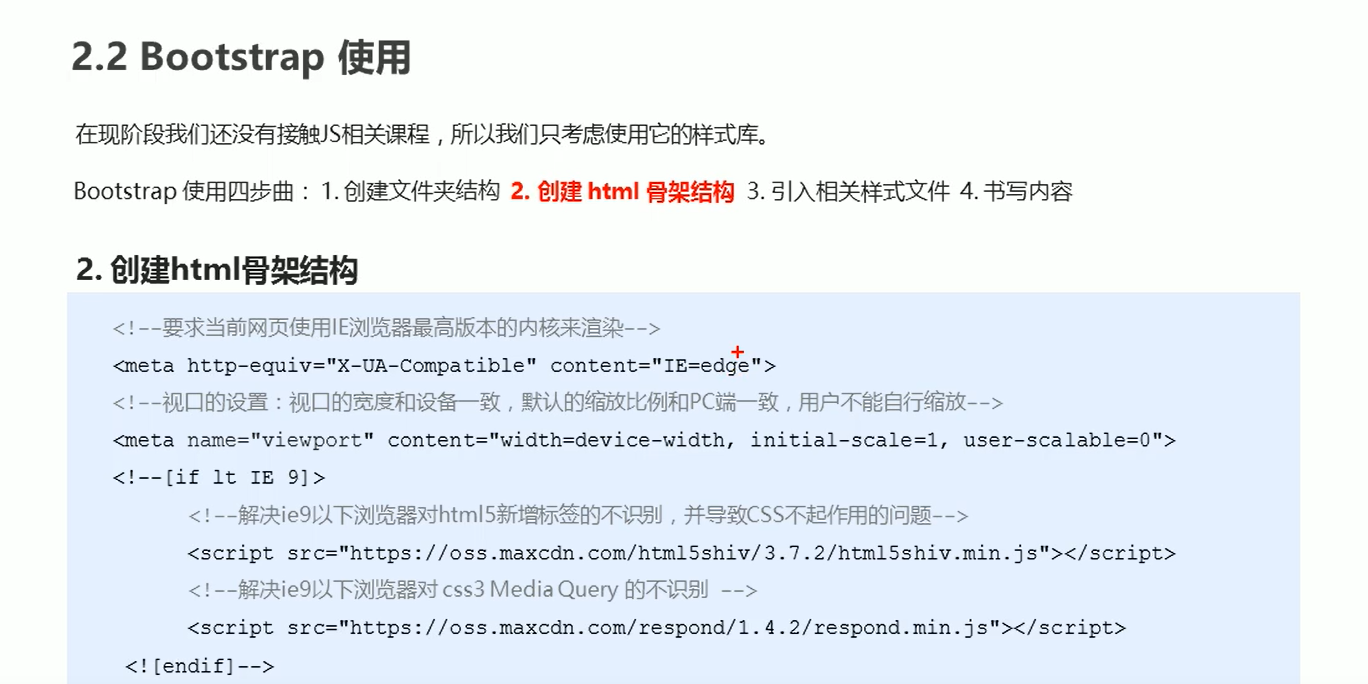 2.2 Bootstrap 使用
在现阶段我们还没有接触JS相关课程，所以我们只考虑使用它的样式库。
Bootstrap 使用四步曲： 1. 创建文件夹结构 2. 创建 html 骨架结构 3. 引入相关样式文件 4. 书写内容
2. 创建html骨架结构
<!--要求当前网页使用IE浏览器最高版本的内核来渲染-->
<meta http-equiv="X-UA-Compatible" content="IE=edge">
<!--视口的设置：视口的宽度和设备一致，默认的缩放比例和PC端一致，用户不能自行缩放-->
<meta name="viewport" content="width=device-width, initial-scale=1, user-scalable=0">
<!--[if lt IE 9]>
<!--解决ie9以下浏览器对html5新增标签的不识别，并导致CSS不起作用的问题-->
<script src="https://oss.maxcdn.com/html5shiv/3.7.2/html5shiv.min.js"></script>
<!--解决ie9以下浏览器对 css3 Media Query 的不识别 -->
<script src="https://oss.maxcdn.com/respond/1.4.2/respond.min.js"></script>
<![endif]-->